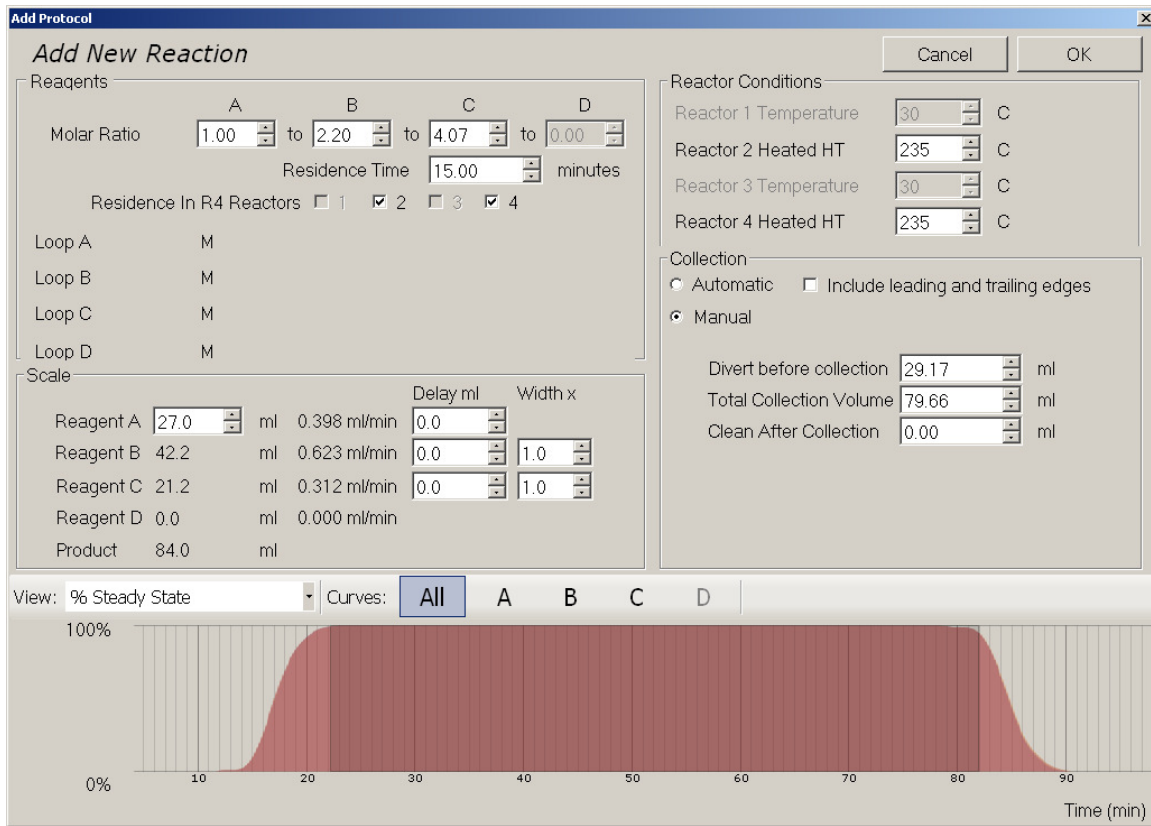 Add Protocol
Add New Reaction
Cancel
OK
Reagents
A B C D
Molar Ratio 1.00 to 2.20 to 4.07 to 0.00
Residence Time 15.00 minutes
Residence In R4 Reactors 1 2 3 4
Loop A M
Loop B M
Loop C M
Loop D M
Reactor Conditions
Reactor 1 Temperature 30 C
Reactor 2 Heated HT 235 C
Reactor 3 Temperature 30 C
Reactor 4 Heated HT 235 C
Scale
Delay ml Width x
Reagent A 27.0 ml 0.398 ml/min 0.0
Reagent B 42.2 ml 0.623 ml/min 0.0 1.0
Reagent C 21.2 ml 0.312 ml/min 0.0 1.0
Reagent D 0.0 ml 0.000 ml/min
Product 84.0 ml
Collection
Automatic Include leading and trailing edges
Manual
Divert before collection 29.17 ml
Total Collection Volume 79.66 ml
Clean After Collection 0.00 ml
View: % Steady State Curves: All A B C D
100%
0%
10 20 30 40 50 60 70 80 90
Time (min)